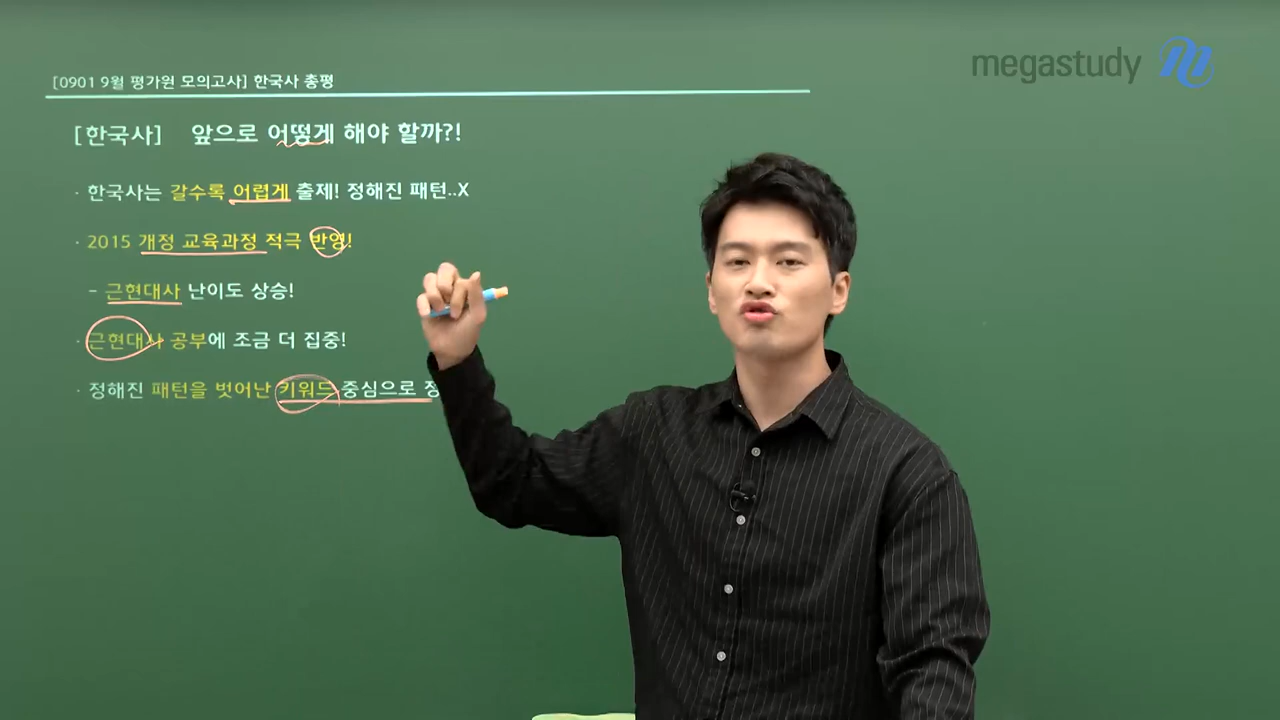 [0901 9월 평가원 모의고사] 한국사 총평
megastudy
[한국사] 앞으로 어떻게 해야 할까?!
· 한국사는 갈수록 어렵게 출제! 정해진 패턴..X
· 2015 개정 교육과정 적극 반영!
- 근현대사 난이도 상승!
· 근현대사 공부에 조금 더 집중!
· 정해진 패턴을 벗어난 키워드 중심으로